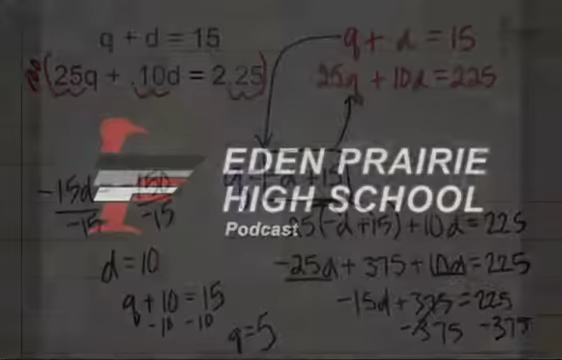 q + d = 15
(.25q + .10d = 2.25)
q + d = 15
25q + 10d = 225
EDEN PRAIRIE
HIGH SCHOOL
Podcast
-15d = -150
-15 -15
d = 10
q + 10 = 15
-10 -10
q = 5
25(-d + 15) + 10d = 225
-25d + 375 + 10d = 225
-15d + 375 = 225
-375 -375